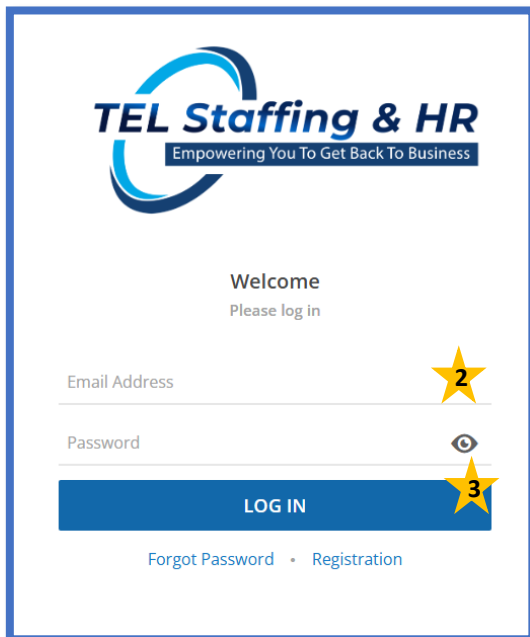 TEL Staffing & HR
Empowering You To Get Back To Business
Welcome
Please log in
Email Address
2
Password
3
LOG IN
Forgot Password • Registration